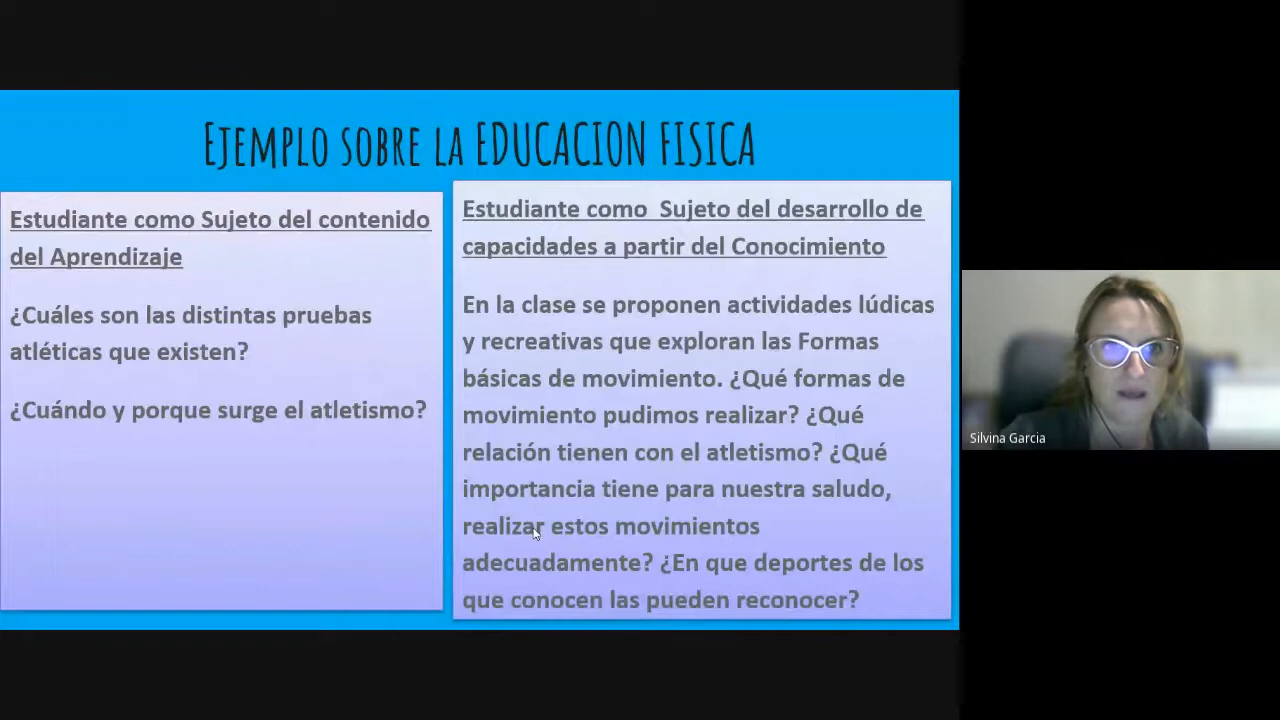 Ejemplo sobre la EDUCACION FISICA
Estudiante como Sujeto del contenido
del Aprendizaje
¿Cuáles son las distintas pruebas
atléticas que existen?
¿Cuándo y porque surge el atletismo?
Estudiante como Sujeto del desarrollo de
capacidades a partir del Conocimiento
En la clase se proponen actividades lúdicas
y recreativas que exploran las Formas
básicas de movimiento. ¿Qué formas de
movimiento pudimos realizar? ¿Qué
relación tienen con el atletismo? ¿Qué
importancia tiene para nuestra saludo,
realizar estos movimientos
adecuadamente? ¿En que deportes de los
que conocen las pueden reconocer?
Silvina Garcia